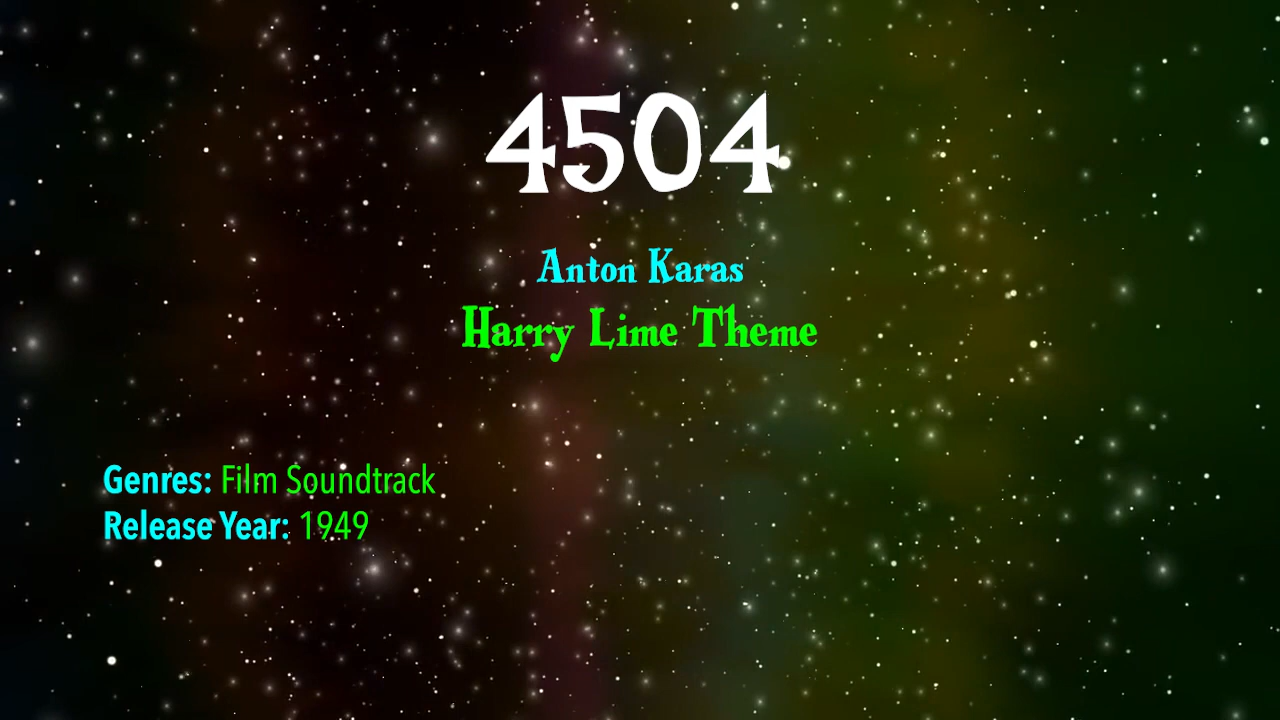 4504
Anton Karas
Harry Lime Theme
Genres: Film Soundtrack
Release Year: 1949